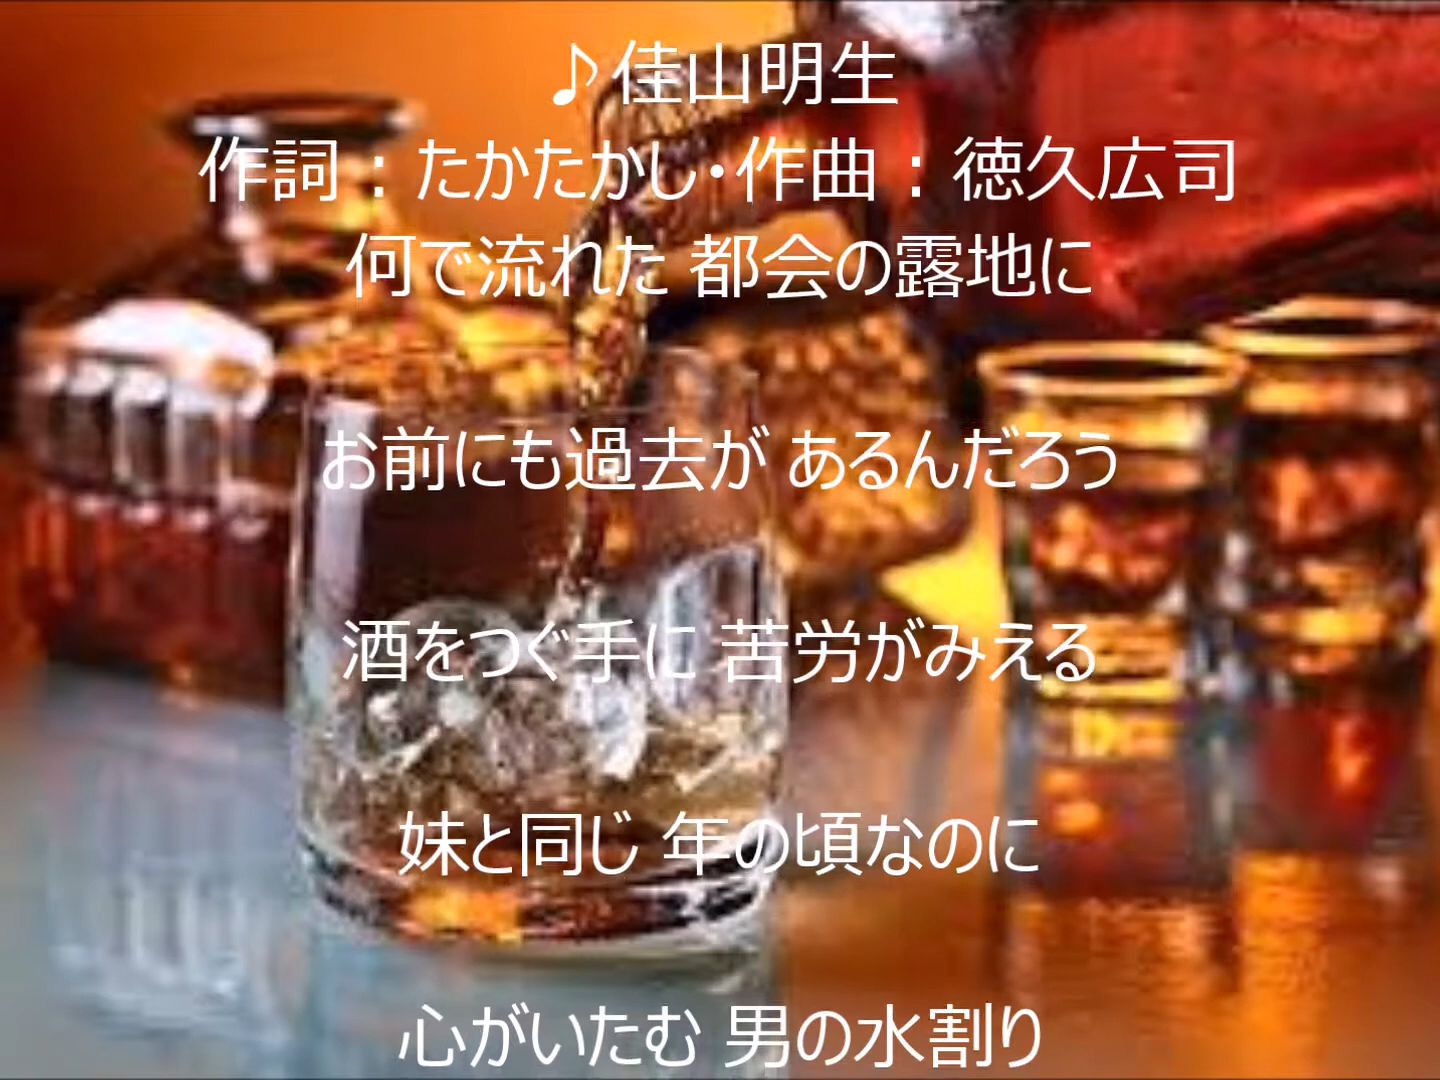 ♪佳山明生
作詞：たかたかし・作曲：徳久広司
何で流れた 都会の露地に
お前にも過去が あるんだろう
酒をつぐ手に 苦労がみえる
妹と同じ 年の頃なのに
心がいたむ 男の水割り